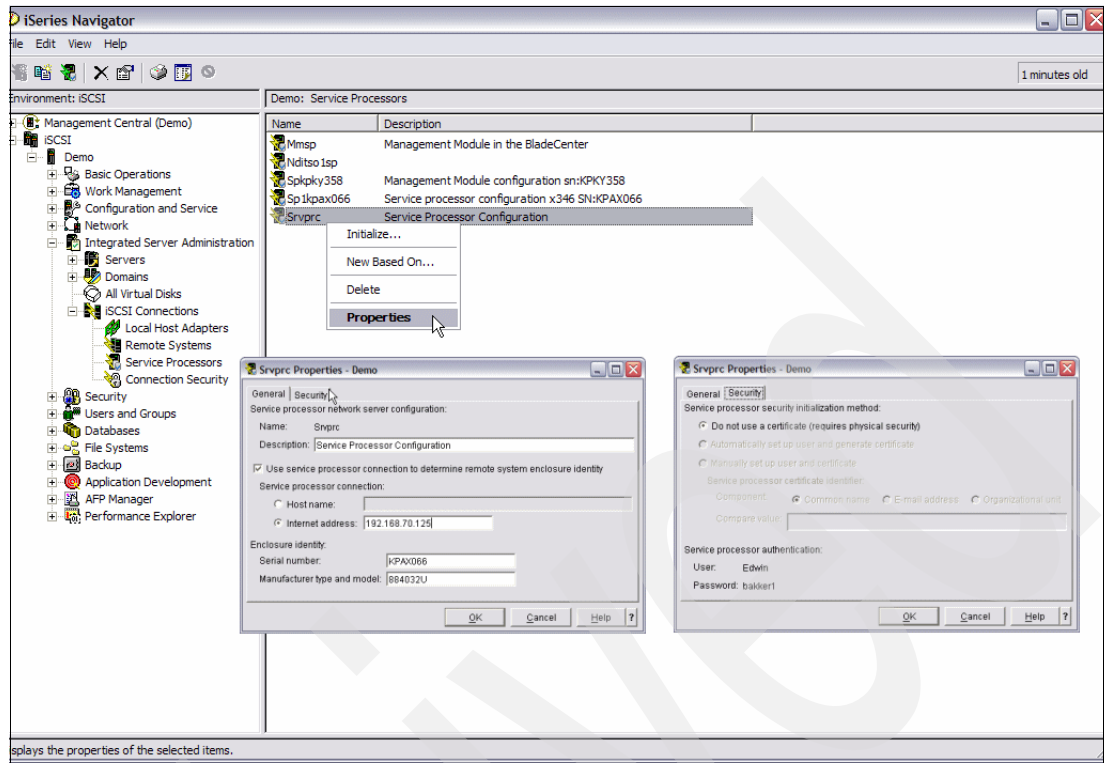 iSeries Navigator
File Edit View Help
1 minutes old
Environment: iSCSI
Demo: Service Processors
Management Central (Demo)
iSCSI
Demo
Basic Operations
Work Management
Configuration and Service
Network
Integrated Server Administration
Servers
Domains
All Virtual Disks
iSCSI Connections
Local Host Adapters
Remote Systems
Service Processors
Connection Security
Security
Users and Groups
Databases
File Systems
Backup
Application Development
AFP Manager
Performance Explorer
Name Description
Mmsp Management Module in the BladeCenter
Nditso1sp
Spkpky358 Management Module configuration sn:KPKY358
Sp1kpax066 Service processor configuration x346 SN:KPAX066
Srvprc Service Processor Configuration
Initialize...
New Based On...
Delete
Properties
Srvprc Properties - Demo
General Security
Service processor network server configuration:
Name: Srvprc
Description: Service Processor Configuration
Use service processor connection to determine remote system enclosure identity
Service processor connection:
Host name:
Internet address: 192.168.70.125
Enclosure identity:
Serial number: KPAX066
Manufacturer type and model: 884032U
OK Cancel Help ?
Srvprc Properties - Demo
General Security
Service processor security initialization method:
Do not use a certificate (requires physical security)
Automatically set up user and generate certificate
Manually set up user and certificate
Service processor certificate identifier:
Component: Common name E-mail address Organizational unit
Compare value:
Service processor authentication:
User: Edwin
Password: bakker1
OK Cancel Help ?
isplays the properties of the selected items.